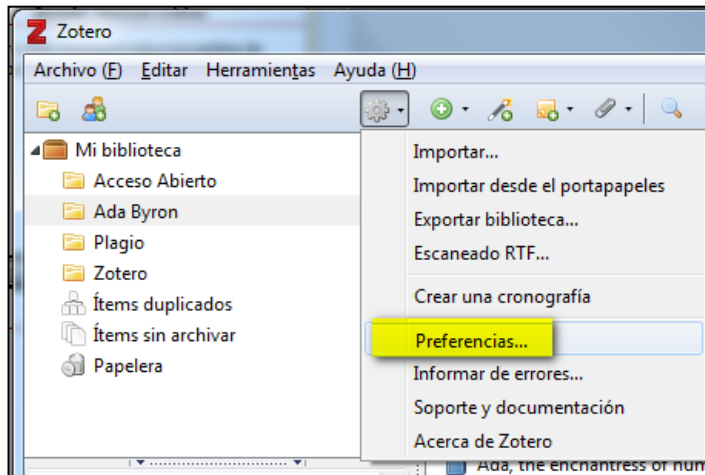 Zotero
Archivo (F) Editar Herramientas Ayuda (H)
Mi biblioteca
Acceso Abierto
Ada Byron
Plagio
Zotero
Ítems duplicados
Ítems sin archivar
Papelera
Importar...
Importar desde el portapapeles
Exportar biblioteca...
Escaneado RTF...
Crear una cronografía
Preferencias...
Informar de errores...
Soporte y documentación
Acerca de Zotero
Ada, the enchantress of num